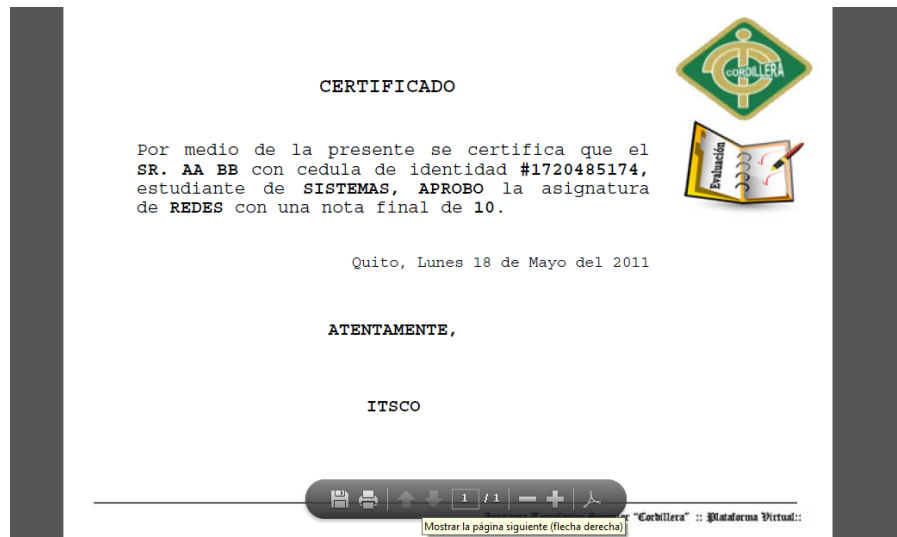 CORDILLERA
CERTIFICADO
Evaluación
Por medio de la presente se certifica que el
SR. AA BB con cedula de identidad #1720485174,
estudiante de SISTEMAS, APROBO la asignatura
de REDES con una nota final de 10.
Quito, Lunes 18 de Mayo del 2011
ATENTAMENTE,
ITSCO
1 / 1
"Cordillera" :: Plataforma Virtual::
Mostrar la página siguiente (flecha derecha)